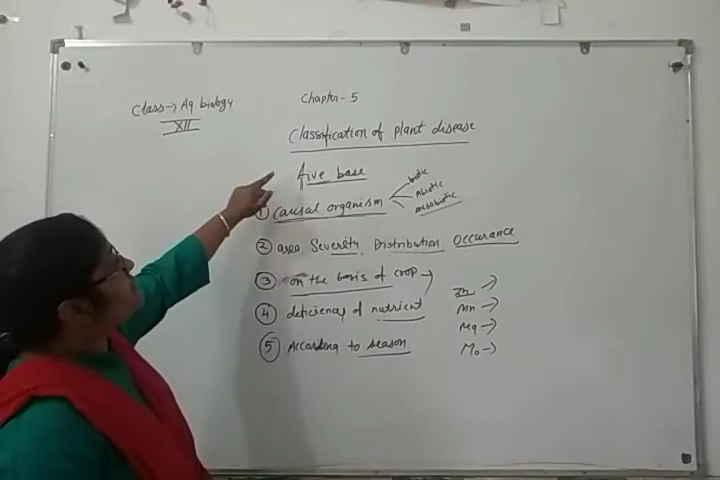 Class → Ag biology
XII
Chapter - 5
Classification of plant disease
five base
① Causal organism
biotic
Abiotic
mesobiotic
② area Severity Distribution Occurance
③ on the basis of crop →
④ deficiency of nutrient
Zn →
Mn →
Mg →
Mo →
⑤ According to season